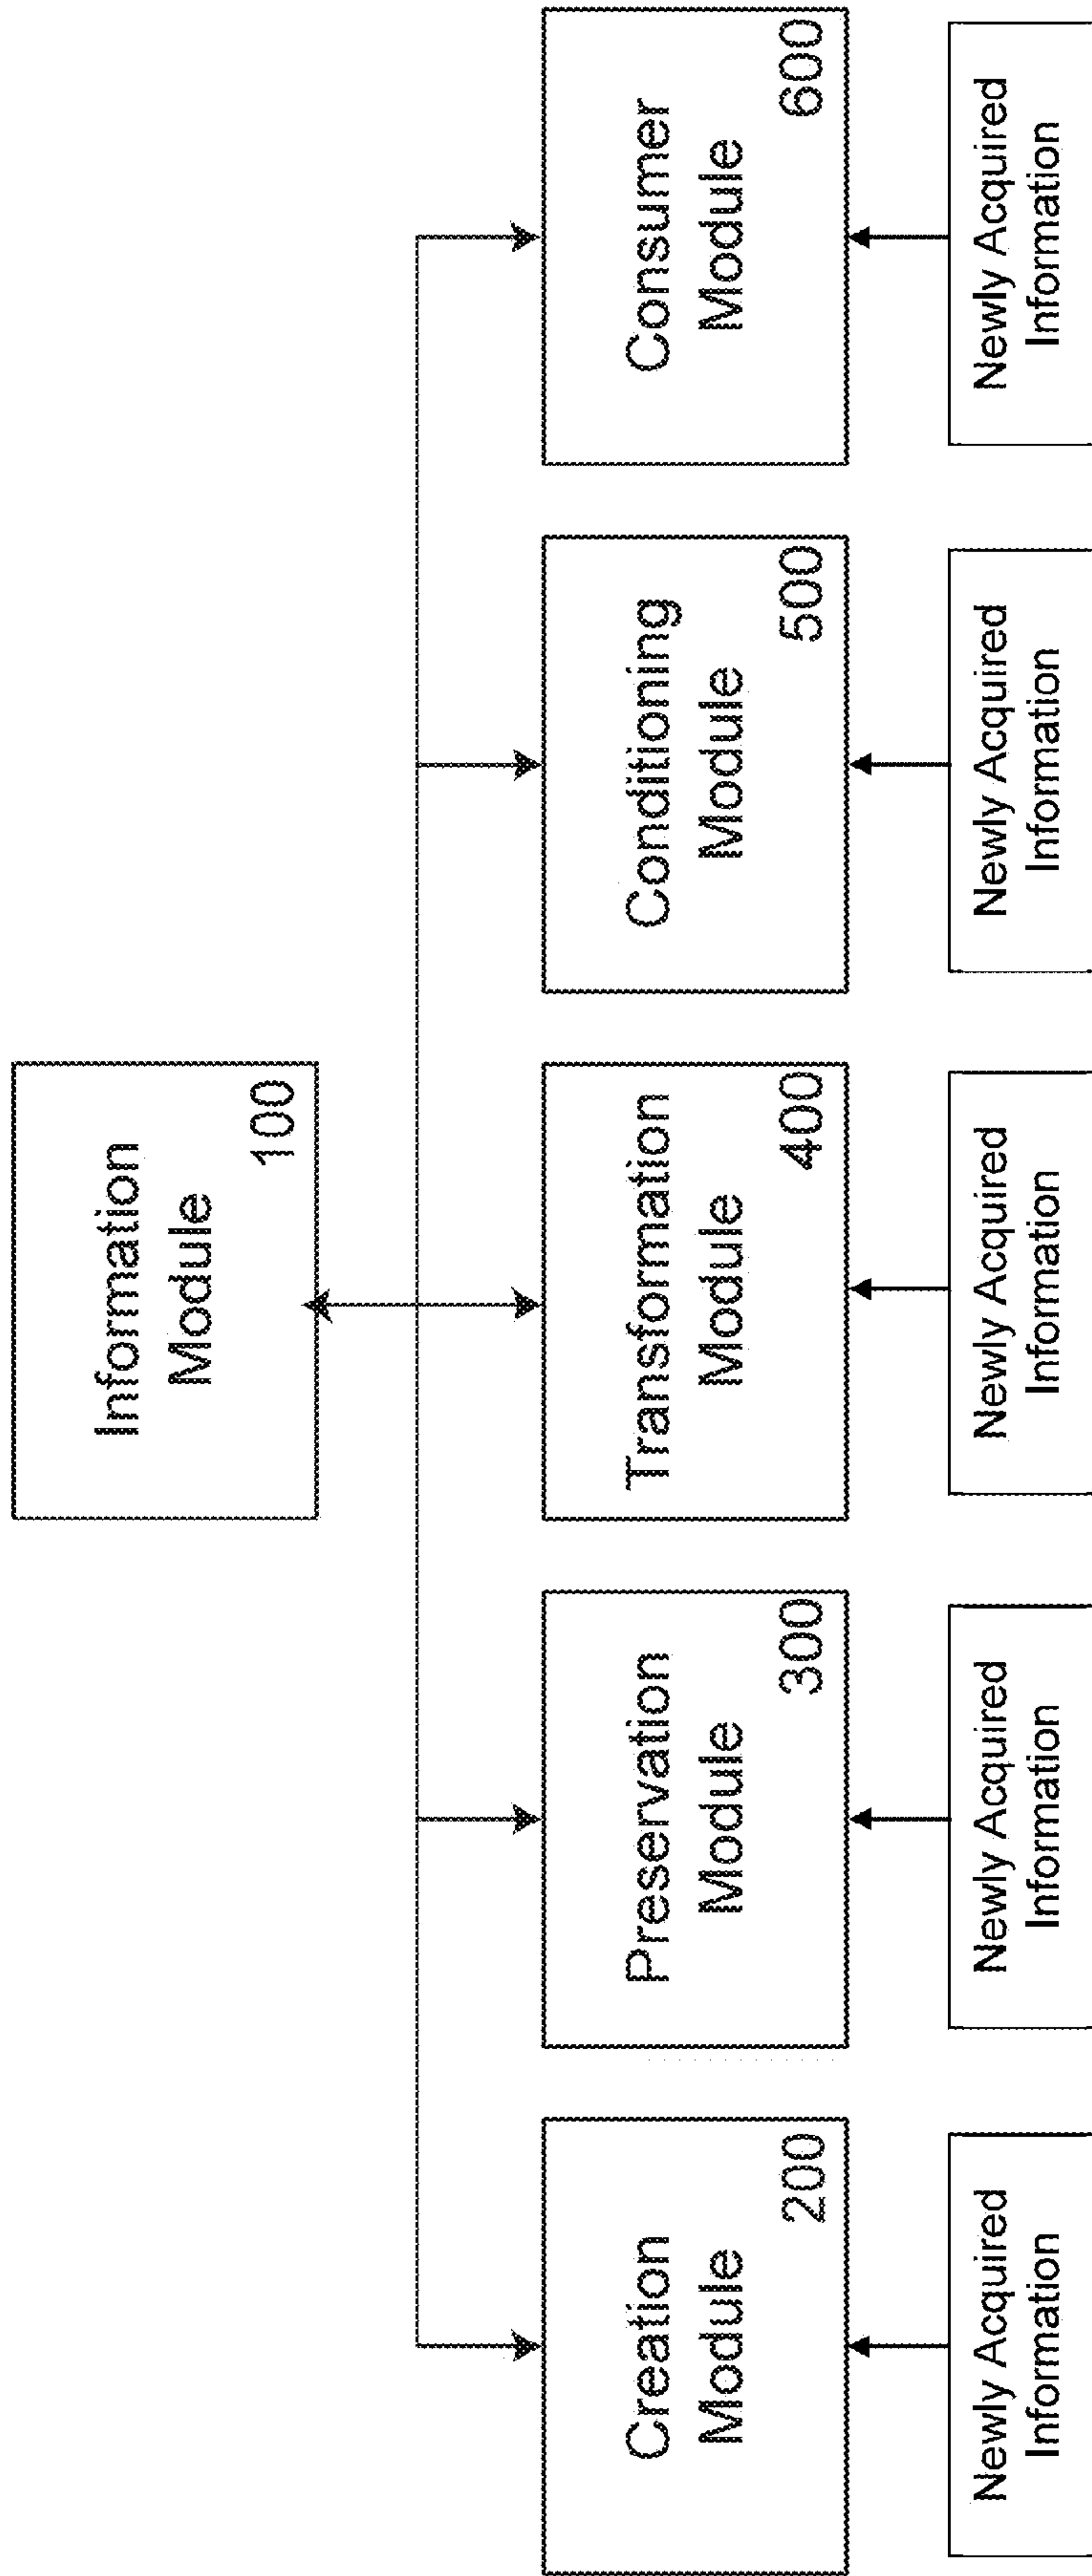 Information
Module
100
Creation
Module
200
Preservation
Module
300
Transformation
Module
400
Conditioning
Module
500
Consumer
Module
600
Newly Acquired
Information
Newly Acquired
Information
Newly Acquired
Information
Newly Acquired
Information
Newly Acquired
Information